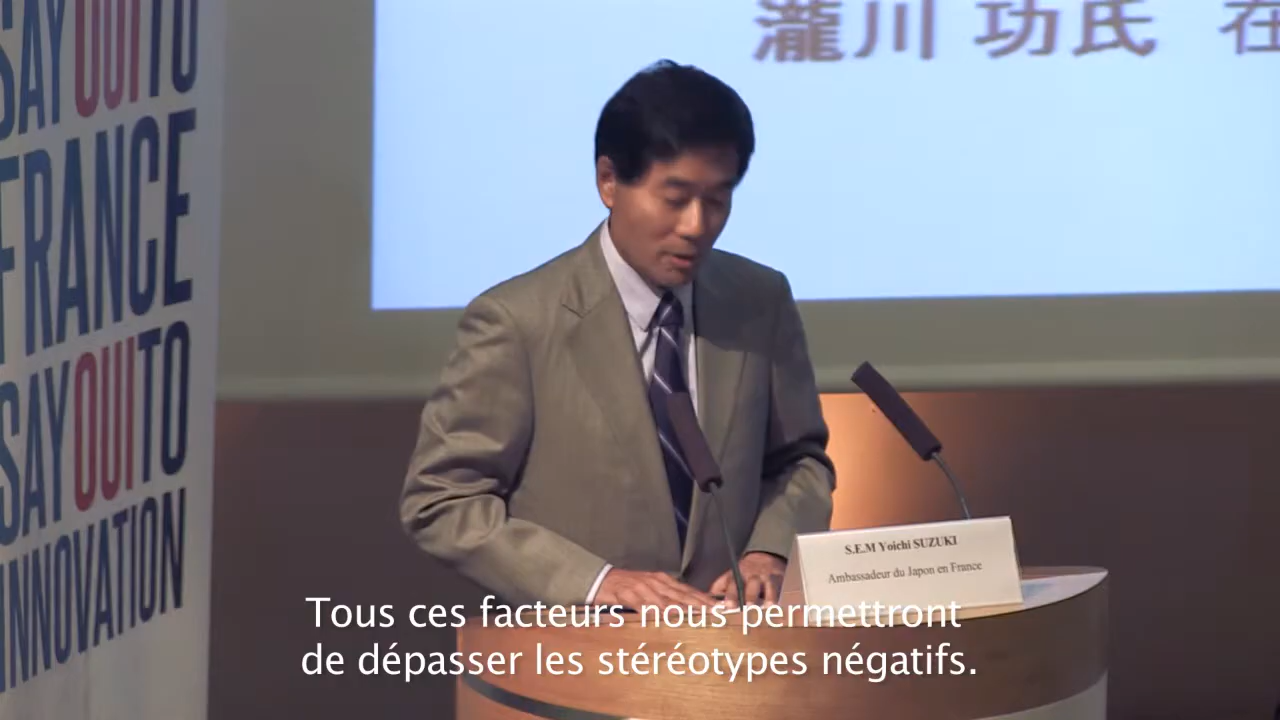 SAY OUI TO
FRANCE
SAY OUI TO
INNOVATION
瀧川 功氏 在
S.E.M Yoichi SUZUKI
Ambassadeur du Japon en France
Tous ces facteurs nous permettront
de dépasser les stéréotypes négatifs.